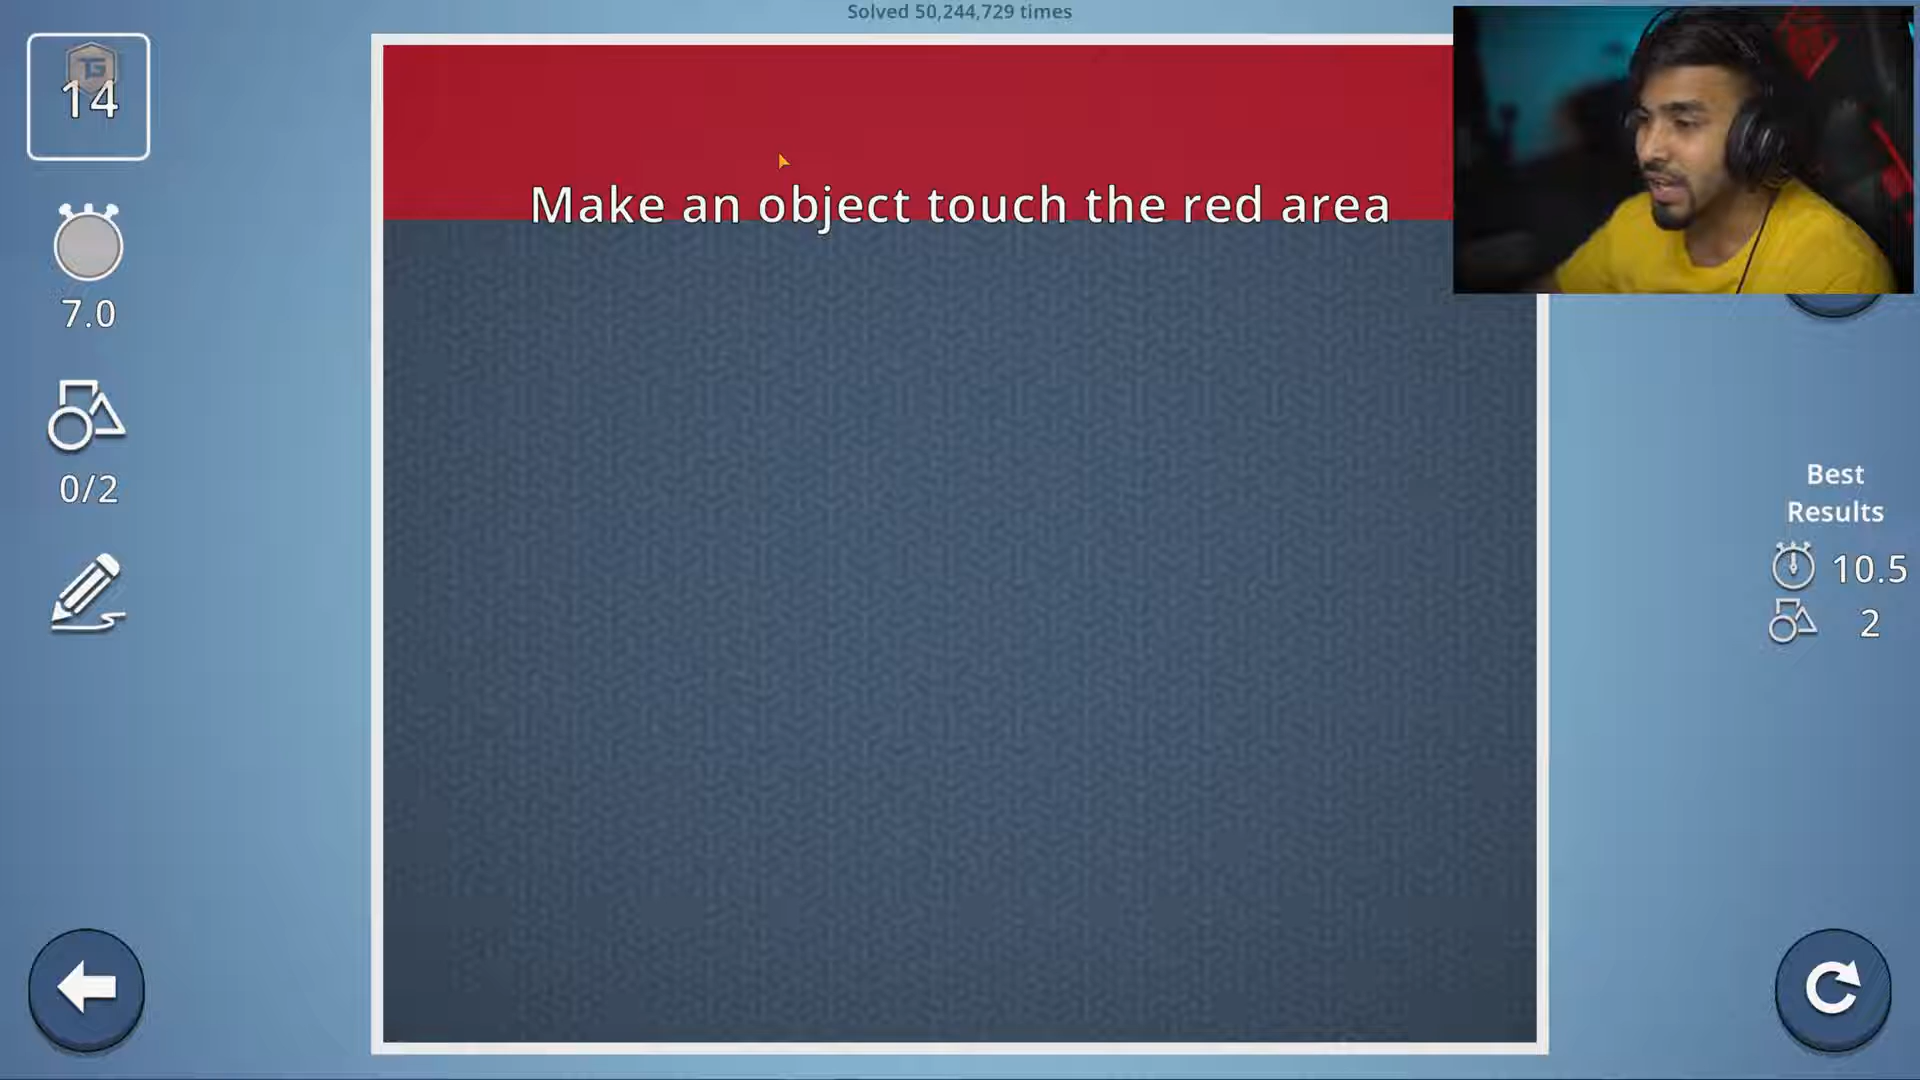 Solved 50,244,729 times
TG
14
Make an object touch the red area
7.0
0/2
Best
Results
10.5
2